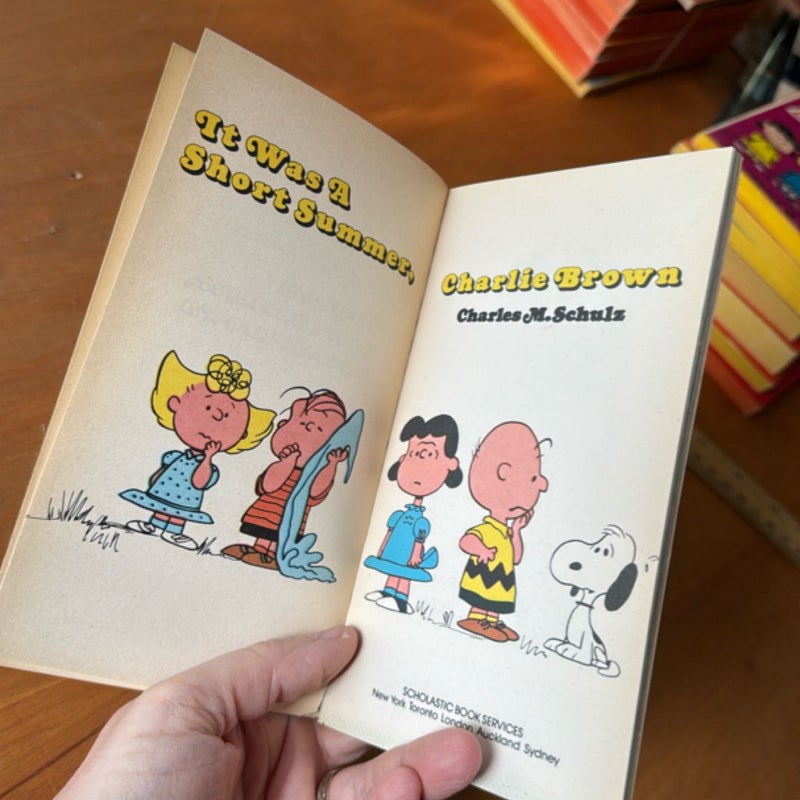 It Was A
Short Summer,
Charlie Brown
Charles M. Schulz
SCHOLASTIC BOOK SERVICES
New York Toronto London Auckland Sydney